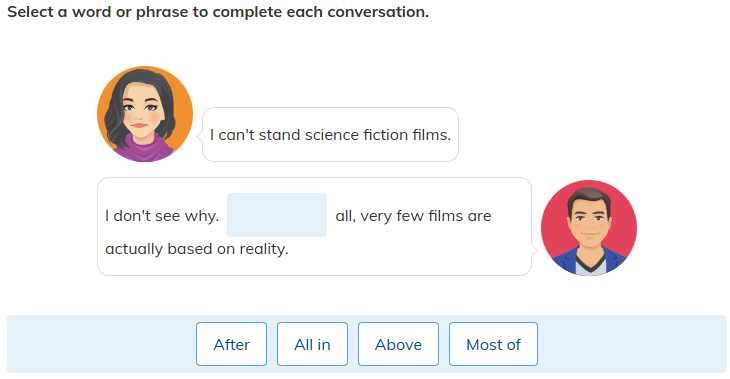 Select a word or phrase to complete each conversation.
I can't stand science fiction films.
I don't see why. all, very few films are
actually based on reality.
After All in Above Most of